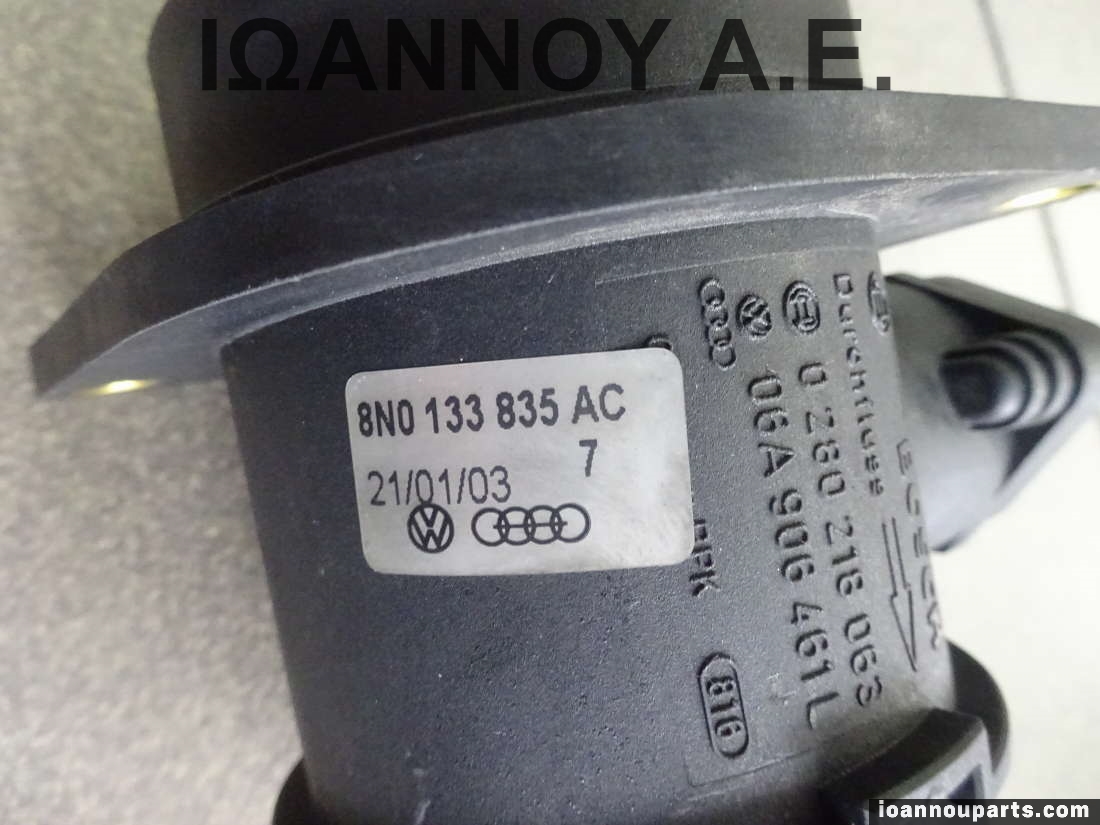 ΙΩΑΝΝΟΥ Α.Ε.
8N0 133 835 AC
7
21/01/03
Durchfluss
0 280 218 063
06A 906 461 L
816
ioannouparts.com